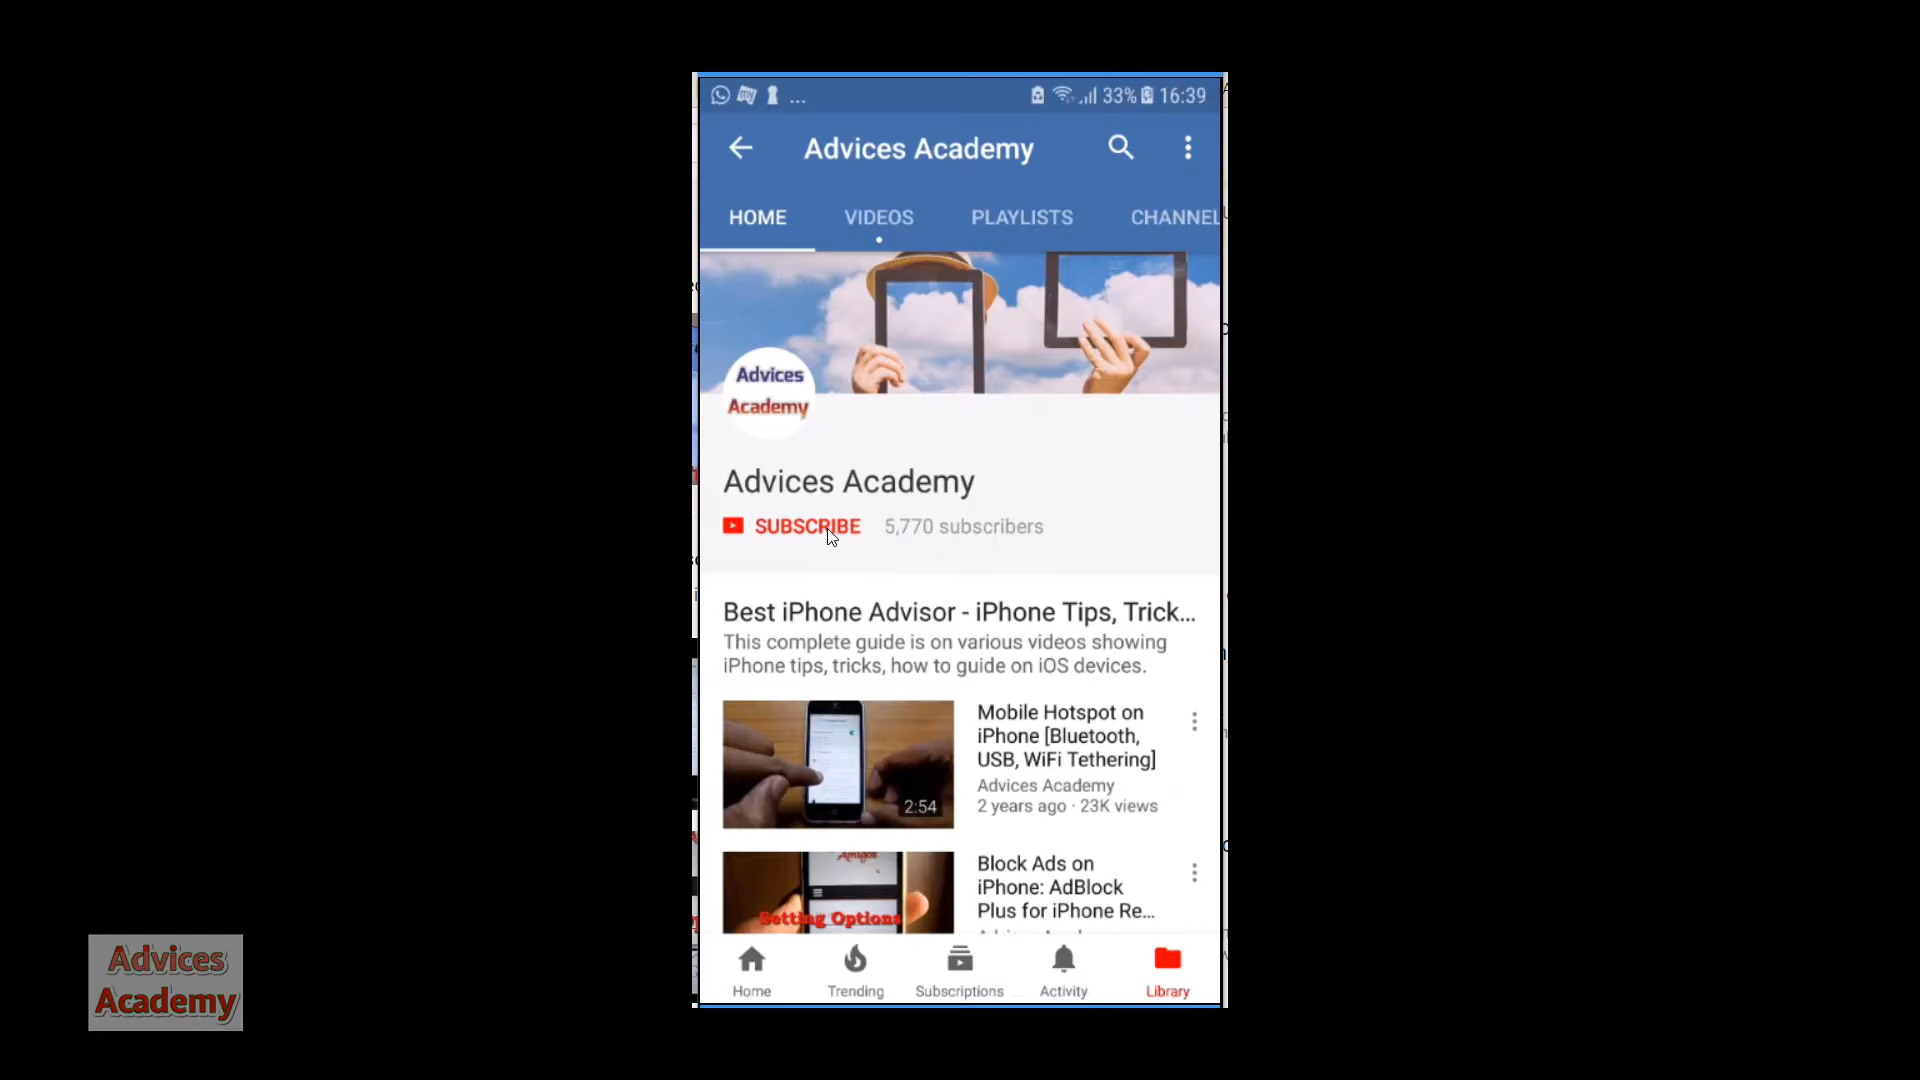 33% 16:39
Advices Academy
HOME VIDEOS PLAYLISTS CHANNEL
Advices
Academy
Advices Academy
SUBSCRIBE 5,770 subscribers
Best iPhone Advisor - iPhone Tips, Trick...
This complete guide is on various videos showing
iPhone tips, tricks, how to guide on iOS devices.
Mobile Hotspot on
iPhone [Bluetooth,
USB, WiFi Tethering]
Advices Academy
2 years ago · 23K views
2:54
Block Ads on
iPhone: AdBlock
Plus for iPhone Re...
Amigos
Setting Options
Home Trending Subscriptions Activity Library
Advices
Academy